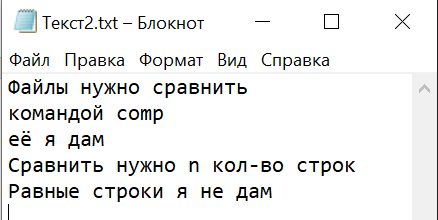 Текст2.txt – Блокнот
Файл Правка Формат Вид Справка
Файлы нужно сравнить
командой comp
её я дам
Сравнить нужно n кол-во строк
Равные строки я не дам